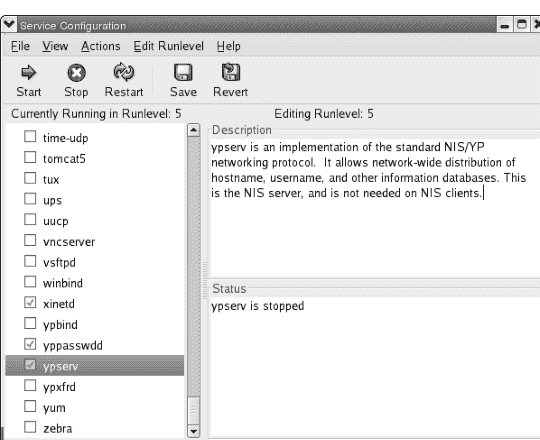 Service Configuration
File View Actions Edit Runlevel Help
Start Stop Restart Save Revert
Currently Running in Runlevel: 5 Editing Runlevel: 5
time-udp
tomcat5
tux
ups
uucp
vncserver
vsftpd
winbind
xinetd
ypbind
yppasswdd
ypserv
ypxfrd
yum
zebra
Description
ypserv is an implementation of the standard NIS/YP
networking protocol. It allows network-wide distribution of
hostname, username, and other information databases. This
is the NIS server, and is not needed on NIS clients.
Status
ypserv is stopped